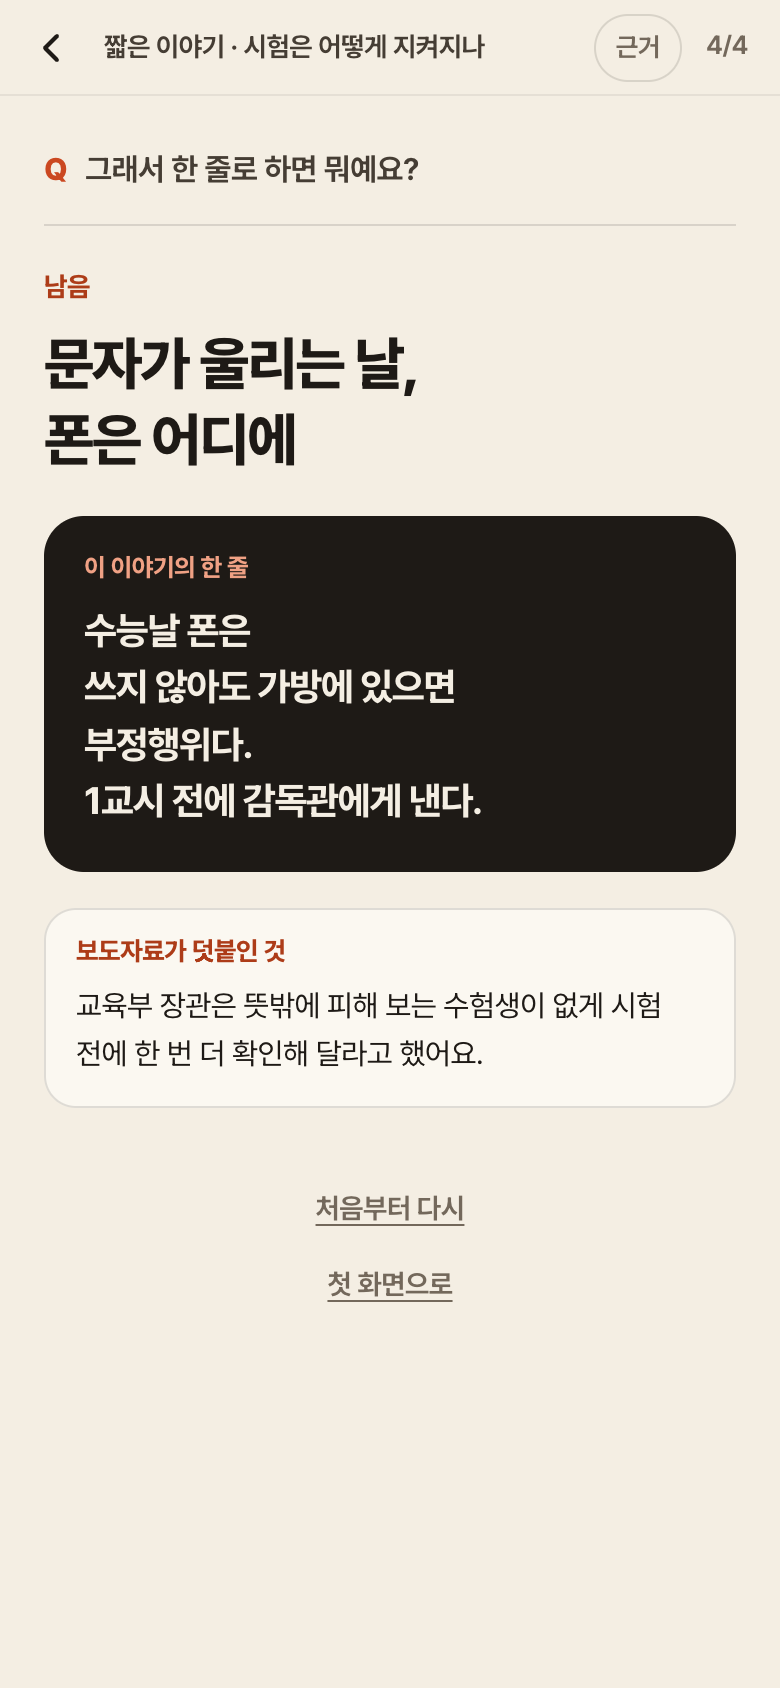 짧은 이야기 · 시험은 어떻게 지켜지나
근거
4/4
Q 그래서 한 줄로 하면 뭐예요?
남음
문자가 울리는 날,
폰은 어디에
이 이야기의 한 줄
수능날 폰은
쓰지 않아도 가방에 있으면
부정행위다.
1교시 전에 감독관에게 낸다.
보도자료가 덧붙인 것
교육부 장관은 뜻밖에 피해 보는 수험생이 없게 시험
전에 한 번 더 확인해 달라고 했어요.
처음부터 다시
첫 화면으로